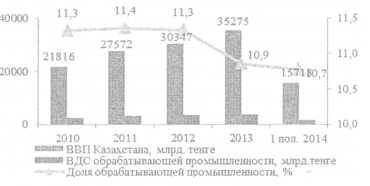 11,3 11,4 11,3 11,5
40000 35275
27572 30347
21816 10,9 11,0
20000 15718 10,7
10,5
0 10,0
2010 2011 2012 2013 1 пол. 2014
ВВП Казахстана, млрд. тенге
ВДС обрабатывающей промышленности, млрд.тенге
Доля обрабатывающей промышленности, %